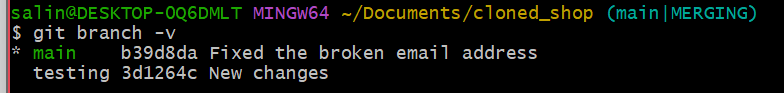 salin@DESKTOP-OQ6DMLT MINGW64 ~/Documents/cloned_shop (main|MERGING)
$ git branch -v
* main    b39d8da Fixed the broken email address
  testing 3d1264c New changes